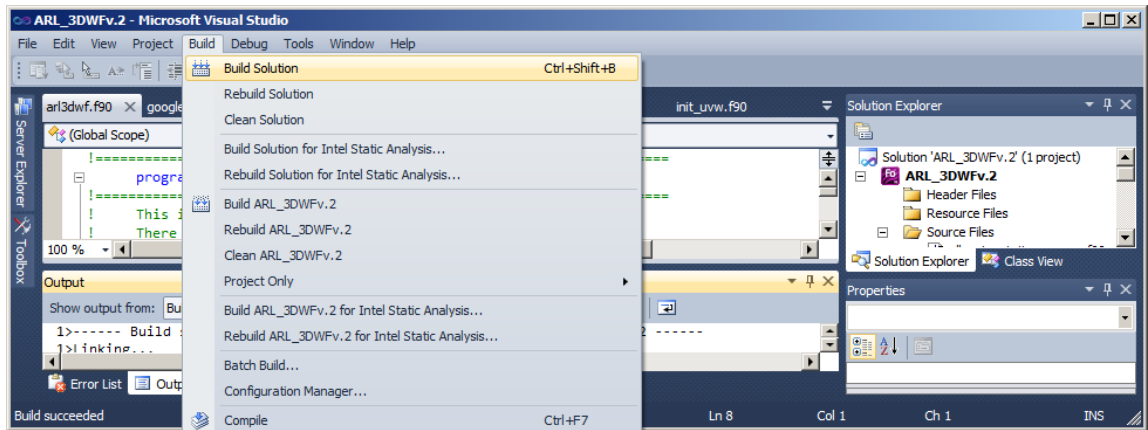 ARL_3DWFv.2 - Microsoft Visual Studio
File Edit View Project Build Debug Tools Window Help
Build Solution Ctrl+Shift+B
Rebuild Solution
Clean Solution
Build Solution for Intel Static Analysis...
Rebuild Solution for Intel Static Analysis...
Build ARL_3DWFv.2
Rebuild ARL_3DWFv.2
Clean ARL_3DWFv.2
Project Only
Build ARL_3DWFv.2 for Intel Static Analysis...
Rebuild ARL_3DWFv.2 for Intel Static Analysis...
Batch Build...
Configuration Manager...
Compile Ctrl+F7
Server Explorer
Toolbox
arl3dwf.f90 google init_uvw.f90
(Global Scope)
!===========
progra
!===========
! This i
! There
100 %
Output
Show output from: Bu
1>------ Build s 2 ------
1>Linking...
Error List Outp
Solution Explorer
Solution 'ARL_3DWFv.2' (1 project)
ARL_3DWFv.2
Header Files
Resource Files
Source Files
Solution Explorer Class View
Properties
Build succeeded Ln 8 Col 1 Ch 1 INS